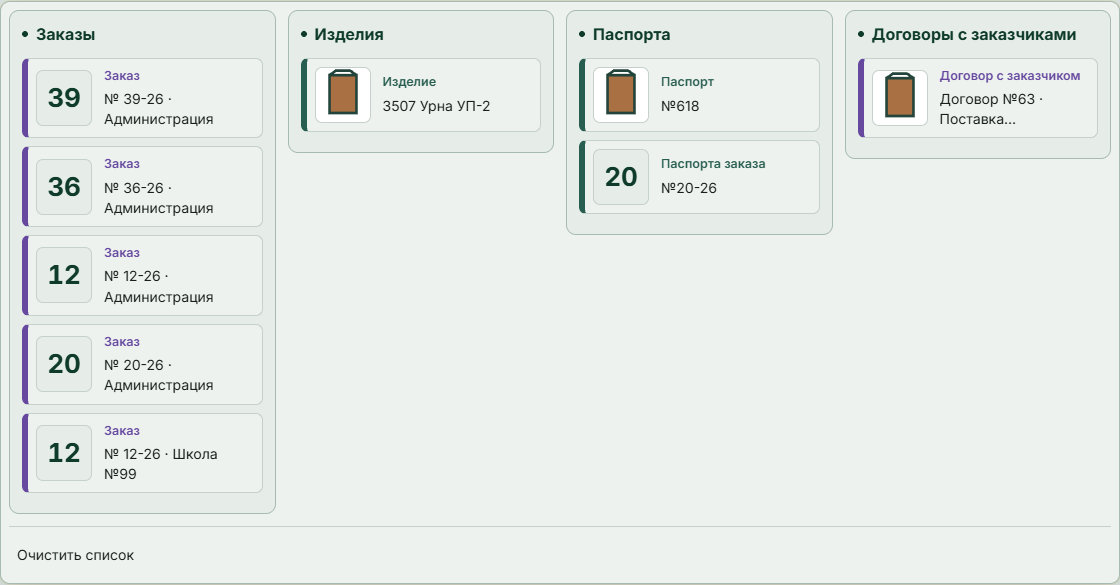 • Заказы
39
Заказ
№ 39-26 ·
Администрация
36
Заказ
№ 36-26 ·
Администрация
12
Заказ
№ 12-26 ·
Администрация
20
Заказ
№ 20-26 ·
Администрация
12
Заказ
№ 12-26 · Школа
№99
• Изделия
Изделие
3507 Урна УП-2
• Паспорта
Паспорт
№618
20
Паспорта заказа
№20-26
• Договоры с заказчиками
Договор с заказчиком
Договор №63 ·
Поставка...
Очистить список